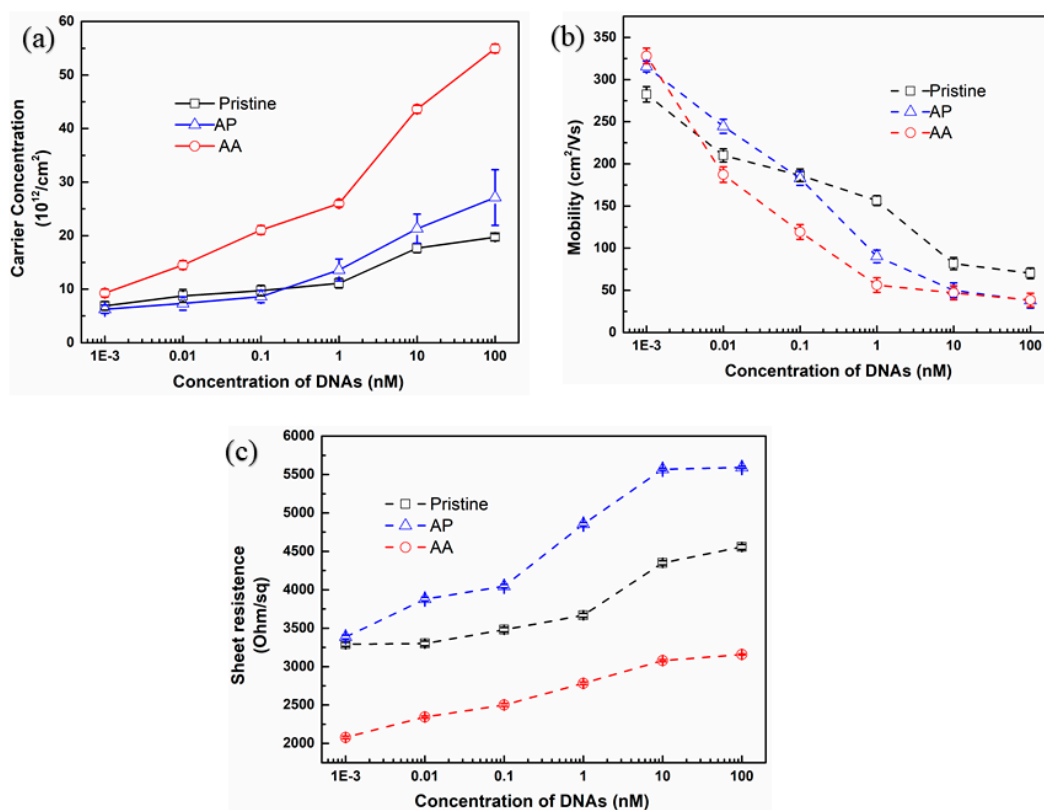 (a)
60
50
40
30
20
10
0
Carrier Concentration
(10¹²/cm²)
Pristine
AP
AA
1E-3 0.01 0.1 1 10 100
Concentration of DNAs (nM)
(b)
350
300
250
200
150
100
50
0
Mobility (cm²/Vs)
Pristine
AP
AA
1E-3 0.01 0.1 1 10 100
Concentration of DNAs (nM)
(c)
6000
5500
5000
4500
4000
3500
3000
2500
2000
Sheet resistence
(Ohm/sq)
Pristine
AP
AA
1E-3 0.01 0.1 1 10 100
Concentration of DNAs (nM)